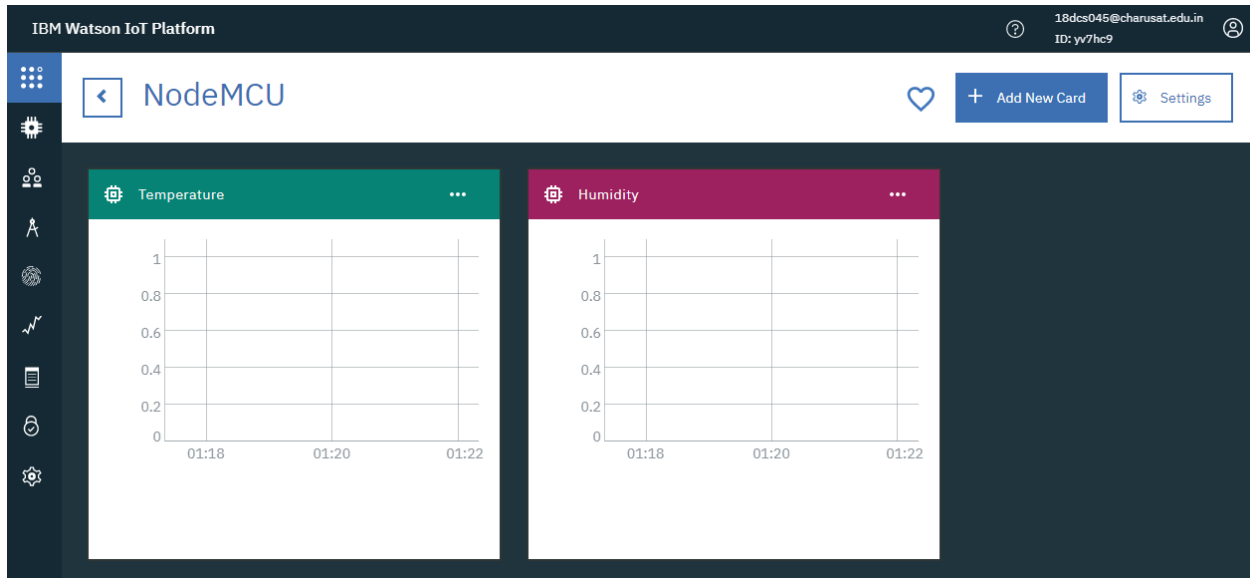 IBM Watson IoT Platform
18dcs045@charusat.edu.in
ID: yv7hc9
NodeMCU
+ Add New Card
Settings
Temperature
Humidity
1
0.8
0.6
0.4
0.2
0
01:18 01:20 01:22
1
0.8
0.6
0.4
0.2
0
01:18 01:20 01:22